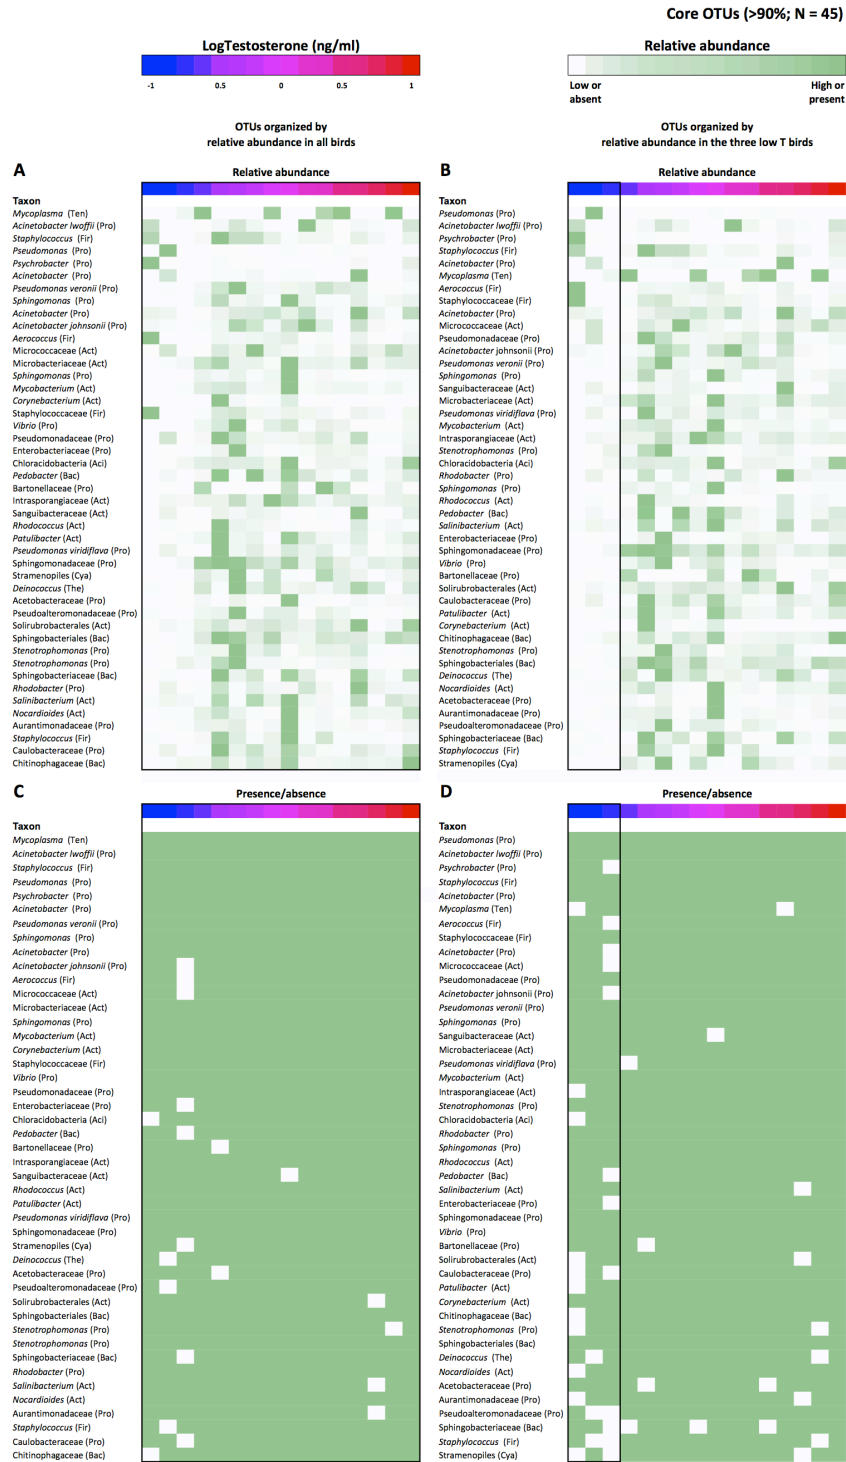 Core OTUs (>90%; N = 45)
LogTestosterone (ng/ml)
-1 0.5 0 0.5 1
Relative abundance
Low or absent
High or present
OTUs organized by
relative abundance in all birds
OTUs organized by
relative abundance in the three low T birds
A
Relative abundance
Taxon
Mycoplasma (Ten)
Acinetobacter lwoffii (Pro)
Staphylococcus (Fir)
Pseudomonas (Pro)
Psychrobacter (Pro)
Acinetobacter (Pro)
Pseudomonas veronii (Pro)
Sphingomonas (Pro)
Acinetobacter (Pro)
Acinetobacter johnsonii (Pro)
Aerococcus (Fir)
Micrococcaceae (Act)
Microbacteriaceae (Act)
Sphingomonas (Pro)
Mycobacterium (Act)
Corynebacterium (Act)
Staphylococcaceae (Fir)
Vibrio (Pro)
Pseudomonadaceae (Pro)
Enterobacteriaceae (Pro)
Chloracidobacteria (Aci)
Pedobacter (Bac)
Bartonellaceae (Pro)
Intrasporangiaceae (Act)
Sanguibacteraceae (Act)
Rhodococcus (Act)
Patulibacter (Act)
Pseudomonas viridiflava (Pro)
Sphingomonadaceae (Pro)
Stramenopiles (Cya)
Deinococcus (The)
Acetobacteraceae (Pro)
Pseudoalteromonadaceae (Pro)
Solirubrobacterales (Act)
Sphingobacteriales (Bac)
Stenotrophomonas (Pro)
Stenotrophomonas (Pro)
Sphingobacteriaceae (Bac)
Rhodobacter (Pro)
Salinibacterium (Act)
Nocardioides (Act)
Aurantimonadaceae (Pro)
Staphylococcus (Fir)
Caulobacteraceae (Pro)
Chitinophagaceae (Bac)
B
Relative abundance
Taxon
Pseudomonas (Pro)
Acinetobacter lwoffii (Pro)
Psychrobacter (Pro)
Staphylococcus (Fir)
Acinetobacter (Pro)
Mycoplasma (Ten)
Aerococcus (Fir)
Staphylococcaceae (Fir)
Acinetobacter (Pro)
Micrococcaceae (Act)
Pseudomonadaceae (Pro)
Acinetobacter johnsonii (Pro)
Pseudomonas veronii (Pro)
Sphingomonas (Pro)
Sanguibacteraceae (Act)
Microbacteriaceae (Act)
Pseudomonas viridiflava (Pro)
Mycobacterium (Act)
Intrasporangiaceae (Act)
Stenotrophomonas (Pro)
Chloracidobacteria (Aci)
Rhodobacter (Pro)
Sphingomonas (Pro)
Rhodococcus (Act)
Pedobacter (Bac)
Salinibacterium (Act)
Enterobacteriaceae (Pro)
Sphingomonadaceae (Pro)
Vibrio (Pro)
Bartonellaceae (Pro)
Solirubrobacterales (Act)
Caulobacteraceae (Pro)
Patulibacter (Act)
Corynebacterium (Act)
Chitinophagaceae (Bac)
Stenotrophomonas (Pro)
Sphingobacteriales (Bac)
Deinococcus (The)
Nocardioides (Act)
Acetobacteraceae (Pro)
Aurantimonadaceae (Pro)
Pseudoalteromonadaceae (Pro)
Sphingobacteriaceae (Bac)
Staphylococcus (Fir)
Stramenopiles (Cya)
C
Presence/absence
Taxon
Mycoplasma (Ten)
Acinetobacter lwoffii (Pro)
Staphylococcus (Fir)
Pseudomonas (Pro)
Psychrobacter (Pro)
Acinetobacter (Pro)
Pseudomonas veronii (Pro)
Sphingomonas (Pro)
Acinetobacter (Pro)
Acinetobacter johnsonii (Pro)
Aerococcus (Fir)
Micrococcaceae (Act)
Microbacteriaceae (Act)
Sphingomonas (Pro)
Mycobacterium (Act)
Corynebacterium (Act)
Staphylococcaceae (Fir)
Vibrio (Pro)
Pseudomonadaceae (Pro)
Enterobacteriaceae (Pro)
Chloracidobacteria (Aci)
Pedobacter (Bac)
Bartonellaceae (Pro)
Intrasporangiaceae (Act)
Sanguibacteraceae (Act)
Rhodococcus (Act)
Patulibacter (Act)
Pseudomonas viridiflava (Pro)
Sphingomonadaceae (Pro)
Stramenopiles (Cya)
Deinococcus (The)
Acetobacteraceae (Pro)
Pseudoalteromonadaceae (Pro)
Solirubrobacterales (Act)
Sphingobacteriales (Bac)
Stenotrophomonas (Pro)
Stenotrophomonas (Pro)
Sphingobacteriaceae (Bac)
Rhodobacter (Pro)
Salinibacterium (Act)
Nocardioides (Act)
Aurantimonadaceae (Pro)
Staphylococcus (Fir)
Caulobacteraceae (Pro)
Chitinophagaceae (Bac)
D
Presence/absence
Taxon
Pseudomonas (Pro)
Acinetobacter lwoffii (Pro)
Psychrobacter (Pro)
Staphylococcus (Fir)
Acinetobacter (Pro)
Mycoplasma (Ten)
Aerococcus (Fir)
Staphylococcaceae (Fir)
Acinetobacter (Pro)
Micrococcaceae (Act)
Pseudomonadaceae (Pro)
Acinetobacter johnsonii (Pro)
Pseudomonas veronii (Pro)
Sphingomonas (Pro)
Sanguibacteraceae (Act)
Microbacteriaceae (Act)
Pseudomonas viridiflava (Pro)
Mycobacterium (Act)
Intrasporangiaceae (Act)
Stenotrophomonas (Pro)
Chloracidobacteria (Aci)
Rhodobacter (Pro)
Sphingomonas (Pro)
Rhodococcus (Act)
Pedobacter (Bac)
Salinibacterium (Act)
Enterobacteriaceae (Pro)
Sphingomonadaceae (Pro)
Vibrio (Pro)
Bartonellaceae (Pro)
Solirubrobacterales (Act)
Caulobacteraceae (Pro)
Patulibacter (Act)
Corynebacterium (Act)
Chitinophagaceae (Bac)
Stenotrophomonas (Pro)
Sphingobacteriales (Bac)
Deinococcus (The)
Nocardioides (Act)
Acetobacteraceae (Pro)
Aurantimonadaceae (Pro)
Pseudoalteromonadaceae (Pro)
Sphingobacteriaceae (Bac)
Staphylococcus (Fir)
Stramenopiles (Cya)